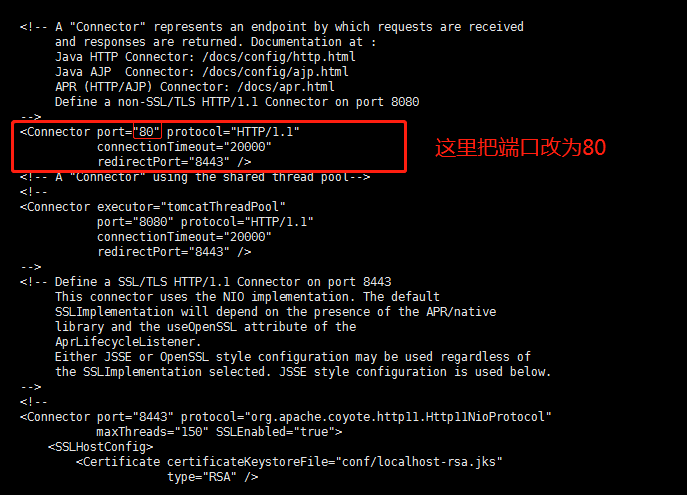 <!-- A "Connector" represents an endpoint by which requests are received
and responses are returned. Documentation at :
Java HTTP Connector: /docs/config/http.html
Java AJP  Connector: /docs/config/ajp.html
APR (HTTP/AJP) Connector: /docs/apr.html
Define a non-SSL/TLS HTTP/1.1 Connector on port 8080
-->
<Connector port="80" protocol="HTTP/1.1"
connectionTimeout="20000"
redirectPort="8443" />
这里把端口改为80
<!-- A "Connector" using the shared thread pool-->
<!--
<Connector executor="tomcatThreadPool"
port="8080" protocol="HTTP/1.1"
connectionTimeout="20000"
redirectPort="8443" />
-->
<!-- Define a SSL/TLS HTTP/1.1 Connector on port 8443
This connector uses the NIO implementation. The default
SSLImplementation will depend on the presence of the APR/native
library and the useOpenSSL attribute of the
AprLifecycleListener.
Either JSSE or OpenSSL style configuration may be used regardless of
the SSLImplementation selected. JSSE style configuration is used below.
-->
<!--
<Connector port="8443" protocol="org.apache.coyote.http11.Http11NioProtocol"
maxThreads="150" SSLEnabled="true">
<SSLHostConfig>
<Certificate certificateKeystoreFile="conf/localhost-rsa.jks"
type="RSA" />